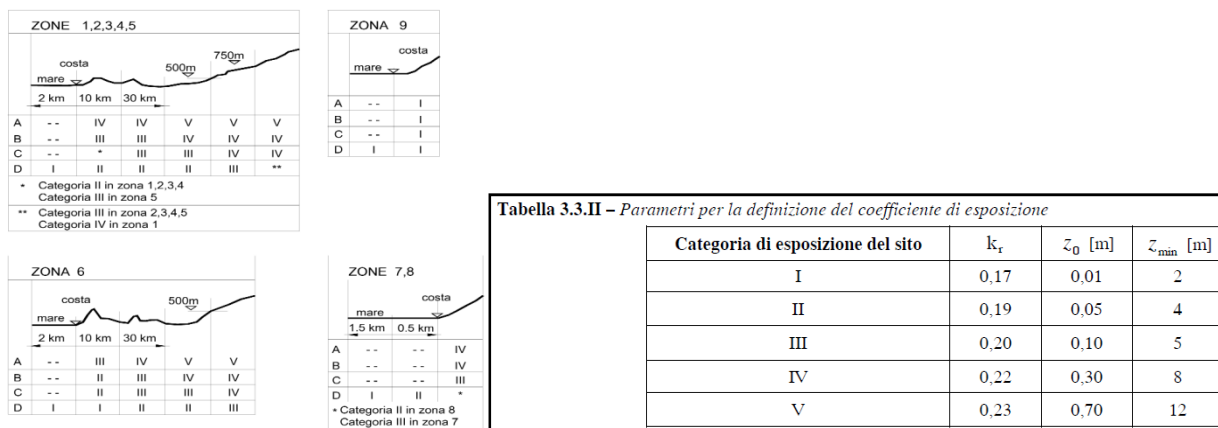 ZONE 1,2,3,4,5
costa
mare
500m
750m
2 km 10 km 30 km
A -- IV IV V V V
B -- III III IV IV IV
C -- * III III IV IV
D I II II II III **
* Categoria II in zona 1,2,3,4
Categoria III in zona 5
** Categoria III in zona 2,3,4,5
Categoria IV in zona 1
ZONA 9
costa
mare
A -- I
B -- I
C -- I
D I I
ZONA 6
costa
500m
mare
2 km 10 km 30 km
A -- III IV V V
B -- II III IV IV
C -- II III III IV
D I I II II III
ZONE 7,8
costa
mare
1.5 km 0.5 km
A -- -- IV
B -- -- IV
C -- -- III
D I II *
* Categoria II in zona 8
Categoria III in zona 7
Tabella 3.3.II – Parametri per la definizione del coefficiente di esposizione
Categoria di esposizione del sito kr z0 [m] zmin [m]
I 0,17 0,01 2
II 0,19 0,05 4
III 0,20 0,10 5
IV 0,22 0,30 8
V 0,23 0,70 12